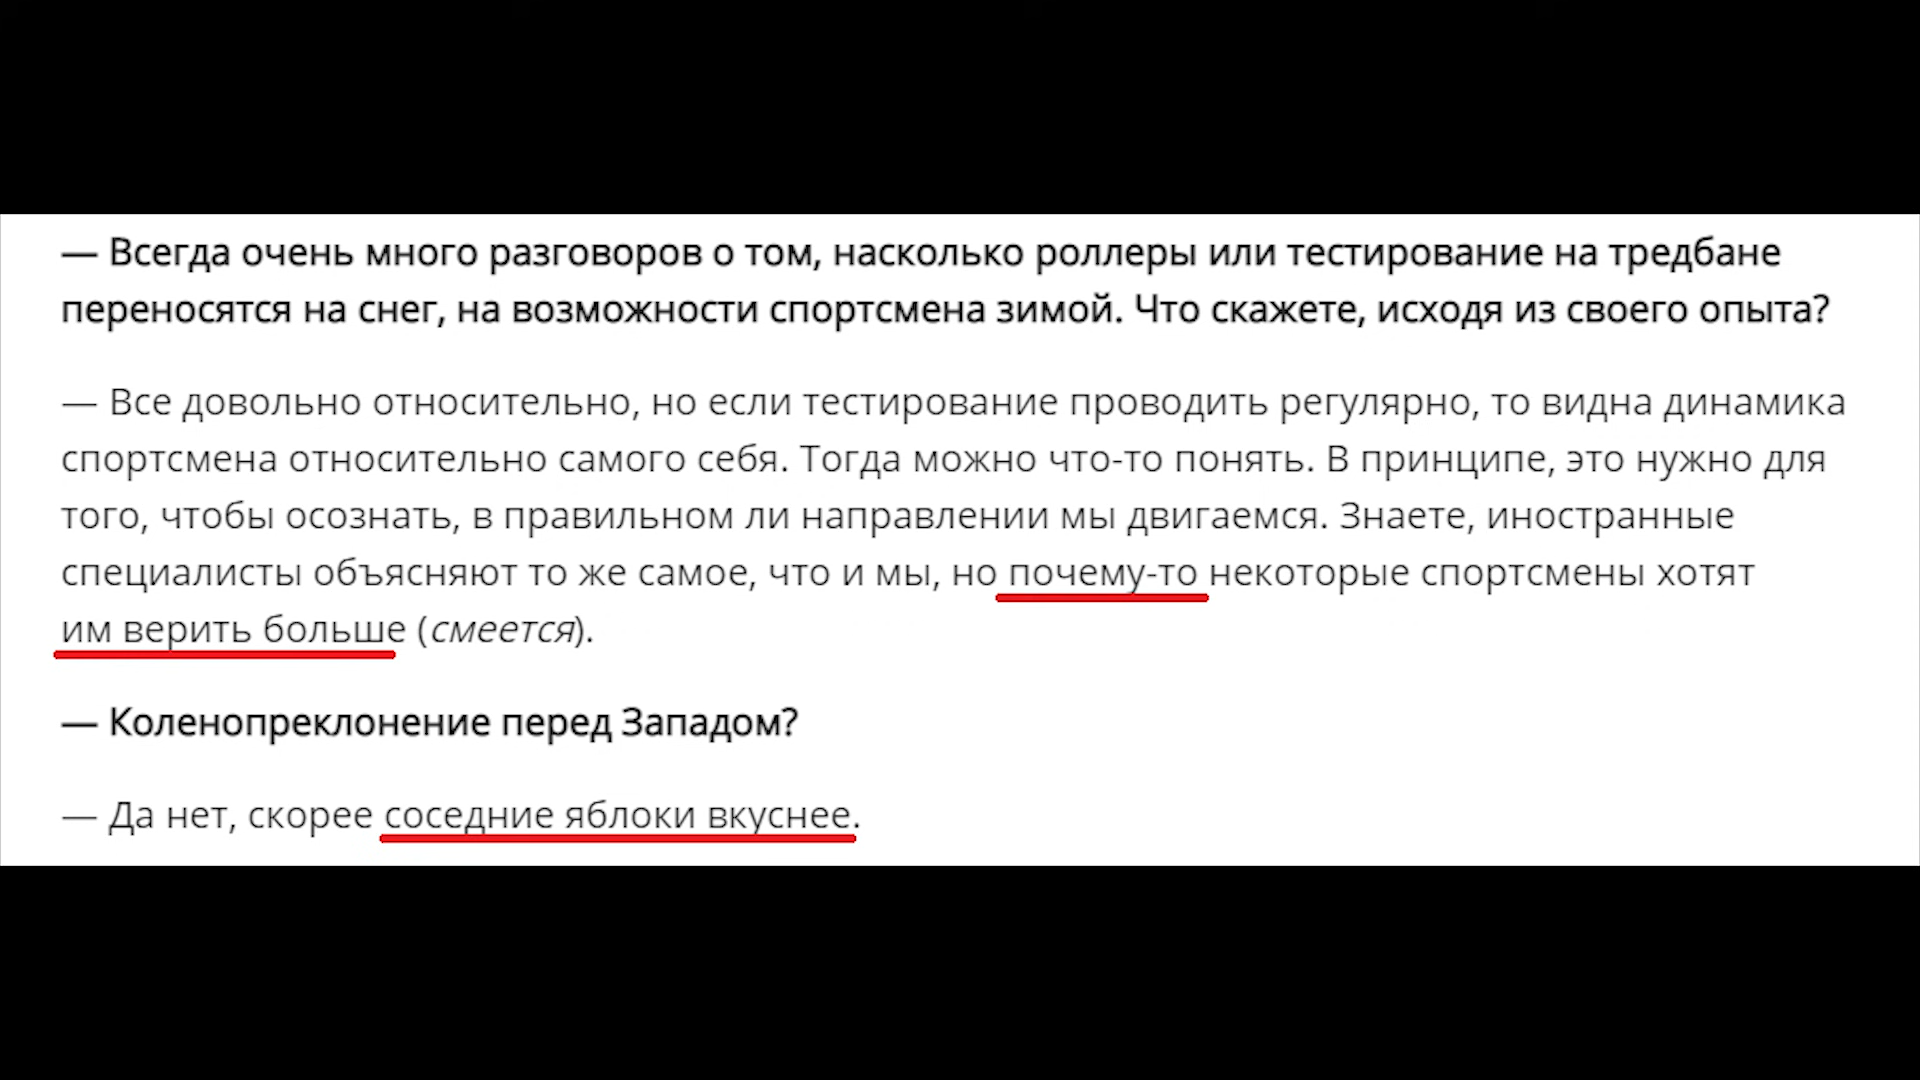 — Всегда очень много разговоров о том, насколько роллеры или тестирование на тредбане
переносятся на снег, на возможности спортсмена зимой. Что скажете, исходя из своего опыта?
— Все довольно относительно, но если тестирование проводить регулярно, то видна динамика
спортсмена относительно самого себя. Тогда можно что-то понять. В принципе, это нужно для
того, чтобы осознать, в правильном ли направлении мы двигаемся. Знаете, иностранные
специалисты объясняют то же самое, что и мы, но почему-то некоторые спортсмены хотят
им верить больше (смеется).
— Коленопреклонение перед Западом?
— Да нет, скорее соседние яблоки вкуснее.